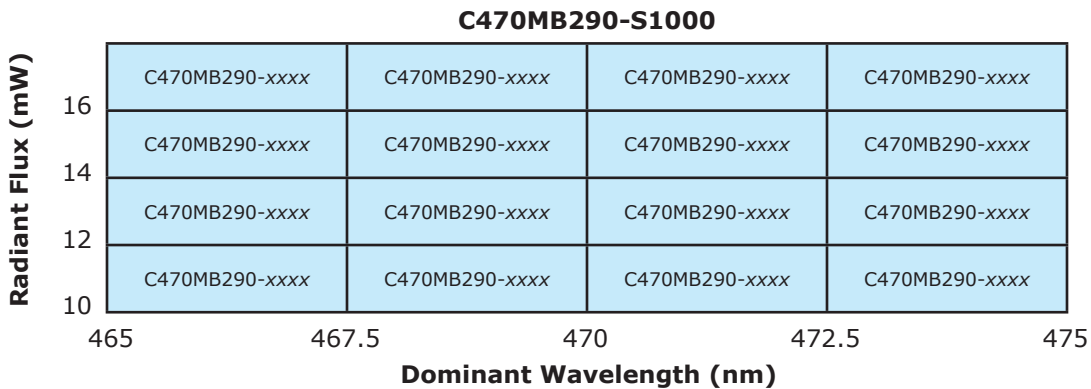 C470MB290-S1000
Radiant Flux (mW)
C470MB290-xxxx C470MB290-xxxx C470MB290-xxxx C470MB290-xxxx
16
C470MB290-xxxx C470MB290-xxxx C470MB290-xxxx C470MB290-xxxx
14
C470MB290-xxxx C470MB290-xxxx C470MB290-xxxx C470MB290-xxxx
12
C470MB290-xxxx C470MB290-xxxx C470MB290-xxxx C470MB290-xxxx
10
465 467.5 470 472.5 475
Dominant Wavelength (nm)